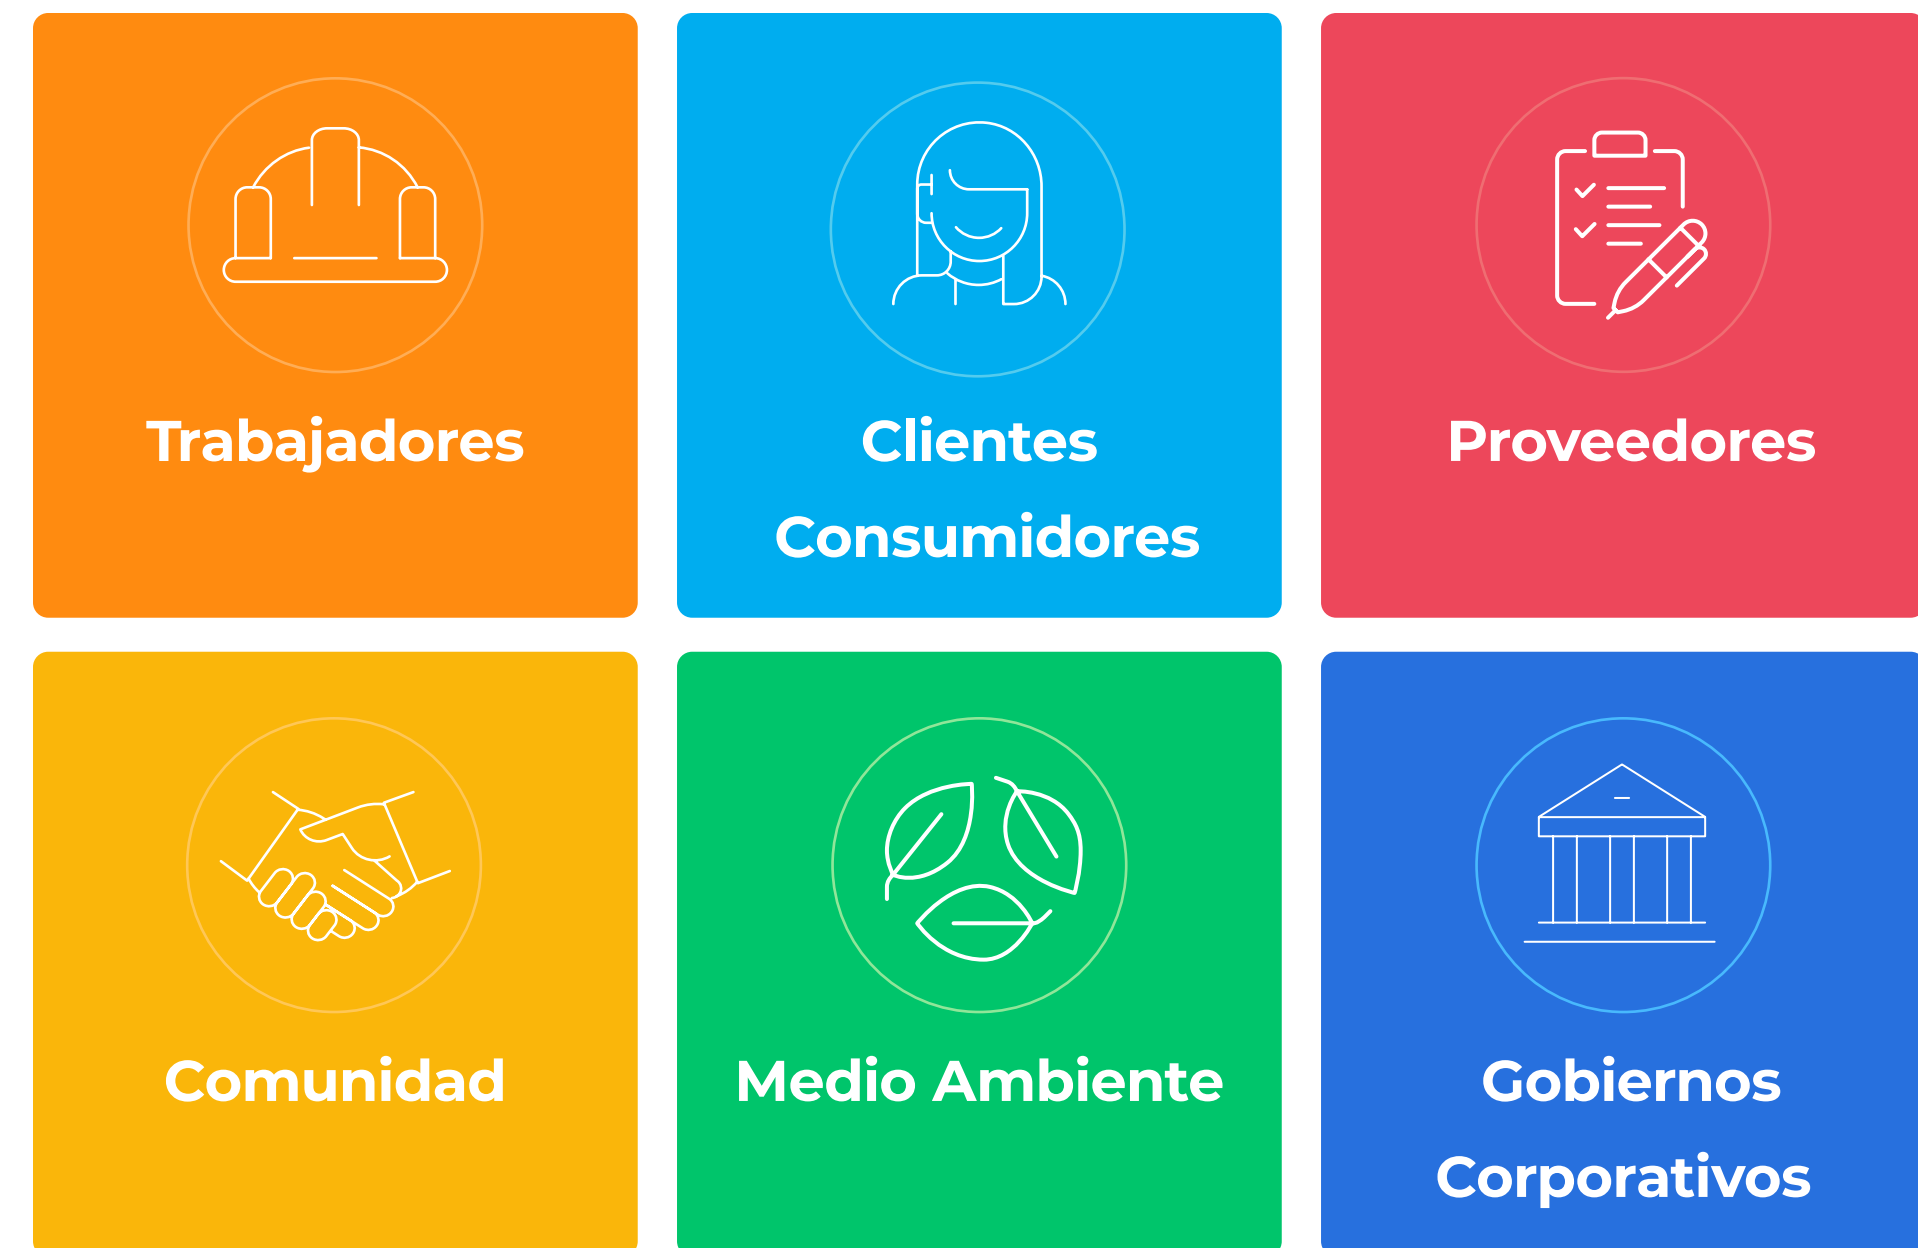 Trabajadores
Clientes
Consumidores
Proveedores
Comunidad
Medio Ambiente
Gobiernos
Corporativos